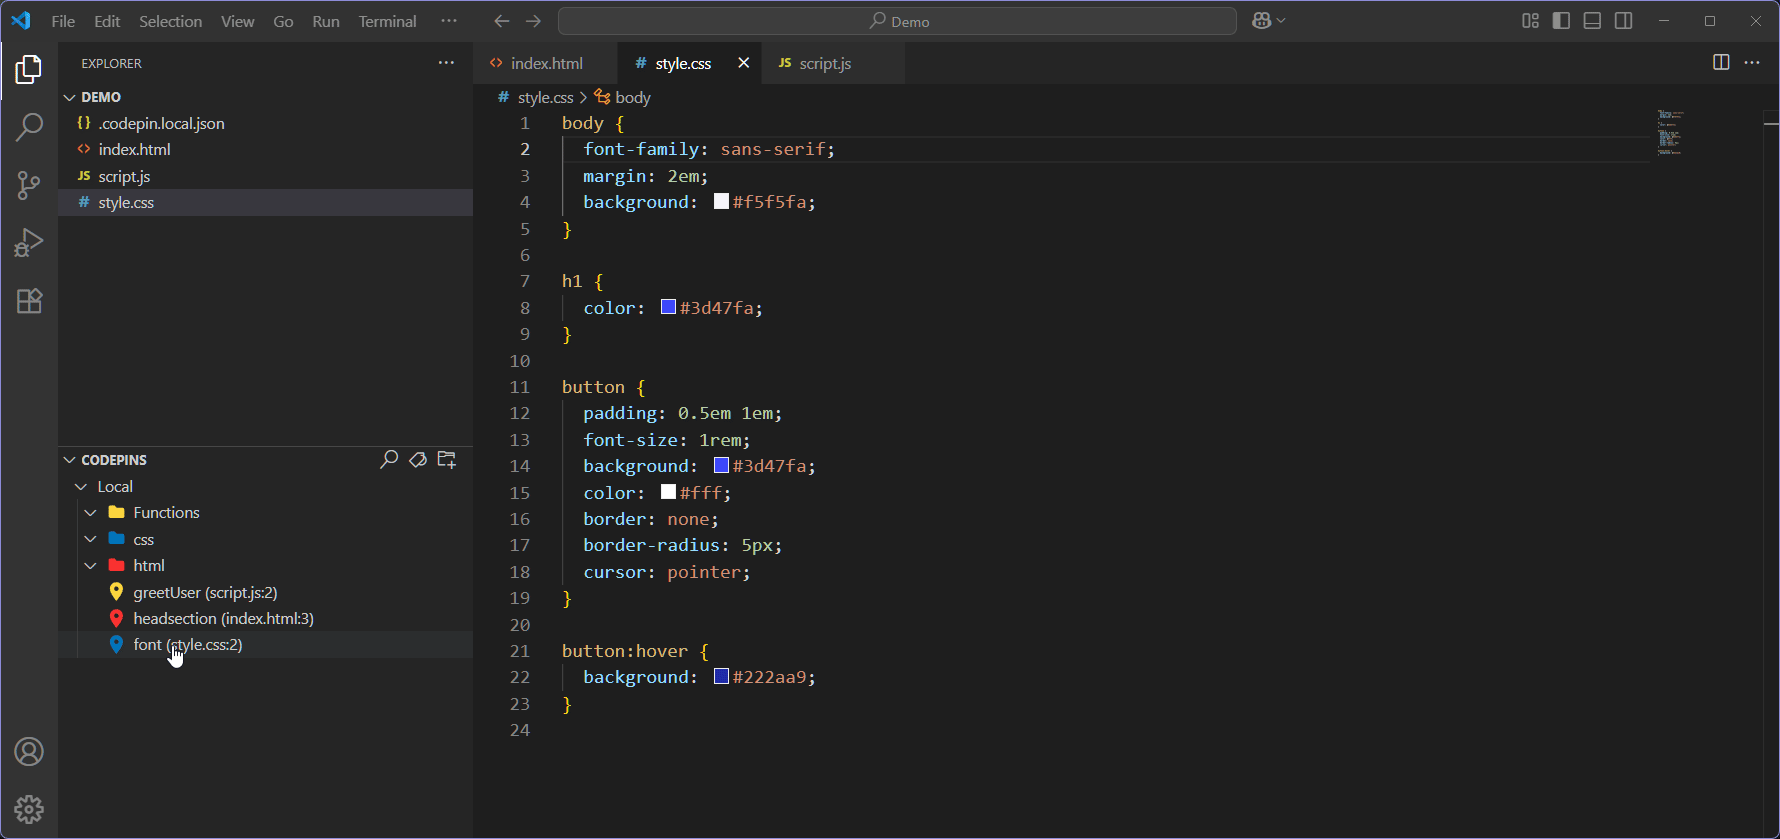 File Edit Selection View Go Run Terminal ···
Demo
EXPLORER
DEMO
{} .codepin.local.json
<> index.html
JS script.js
# style.css
CODEPINS
Local
Functions
css
html
greetUser (script.js:2)
headsection (index.html:3)
font (style.css:2)
<> index.html # style.css JS script.js
# style.css > body
1 body {
2 font-family: sans-serif;
3 margin: 2em;
4 background: #f5f5fa;
5 }
6
7 h1 {
8 color: #3d47fa;
9 }
10
11 button {
12 padding: 0.5em 1em;
13 font-size: 1rem;
14 background: #3d47fa;
15 color: #fff;
16 border: none;
17 border-radius: 5px;
18 cursor: pointer;
19 }
20
21 button:hover {
22 background: #222aa9;
23 }
24